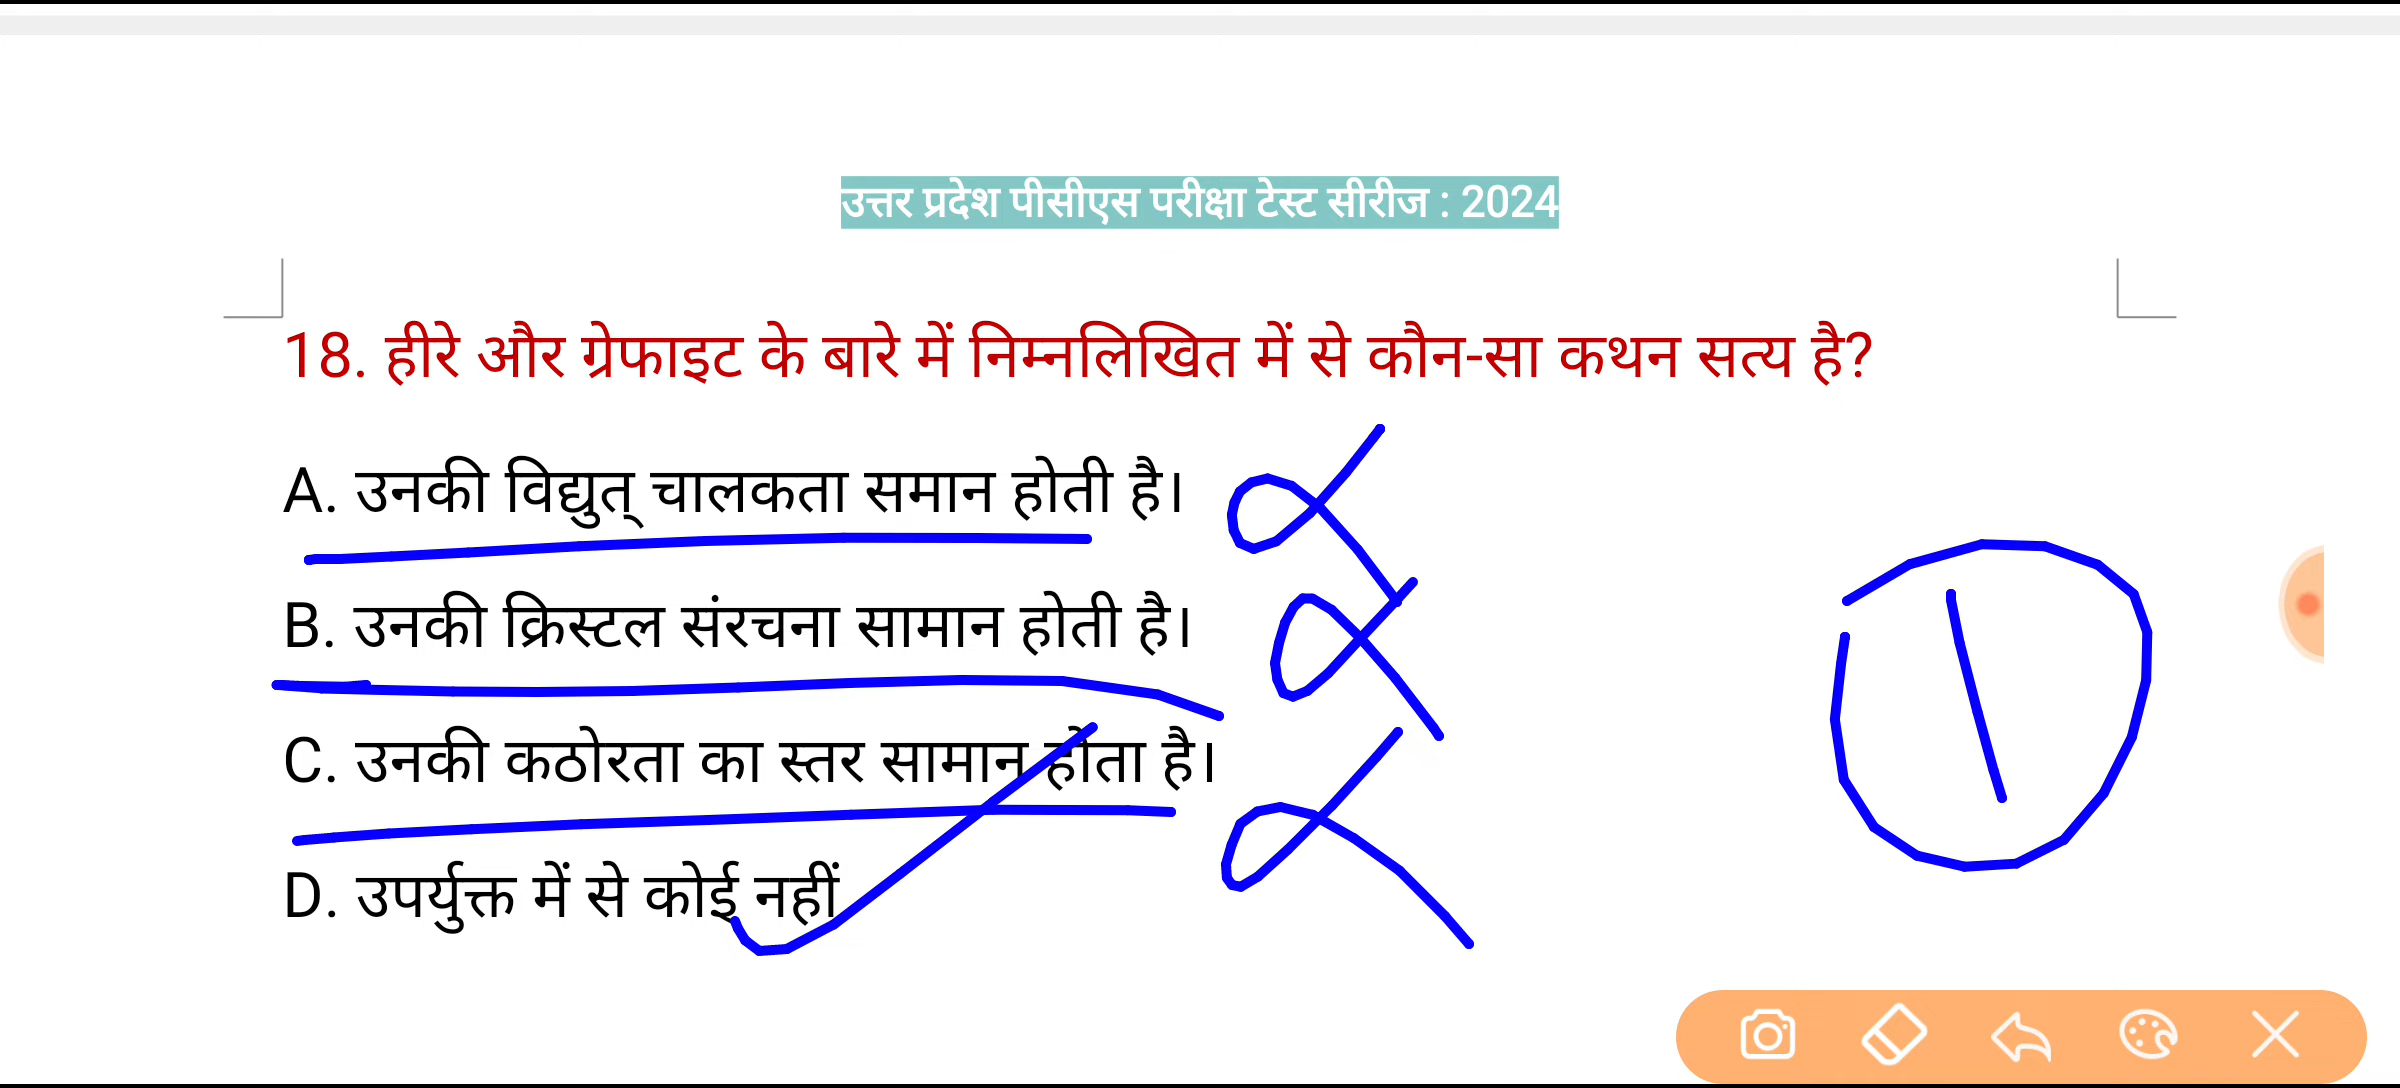 उत्तर प्रदेश पीसीएस परीक्षा टेस्ट सीरीज : 2024
18. हीरे और ग्रेफाइट के बारे में निम्नलिखित में से कौन-सा कथन सत्य है?
A. उनकी विद्युत् चालकता समान होती है।
B. उनकी क्रिस्टल संरचना सामान होती है।
C. उनकी कठोरता का स्तर सामान होता है।
D. उपर्युक्त में से कोई नहीं